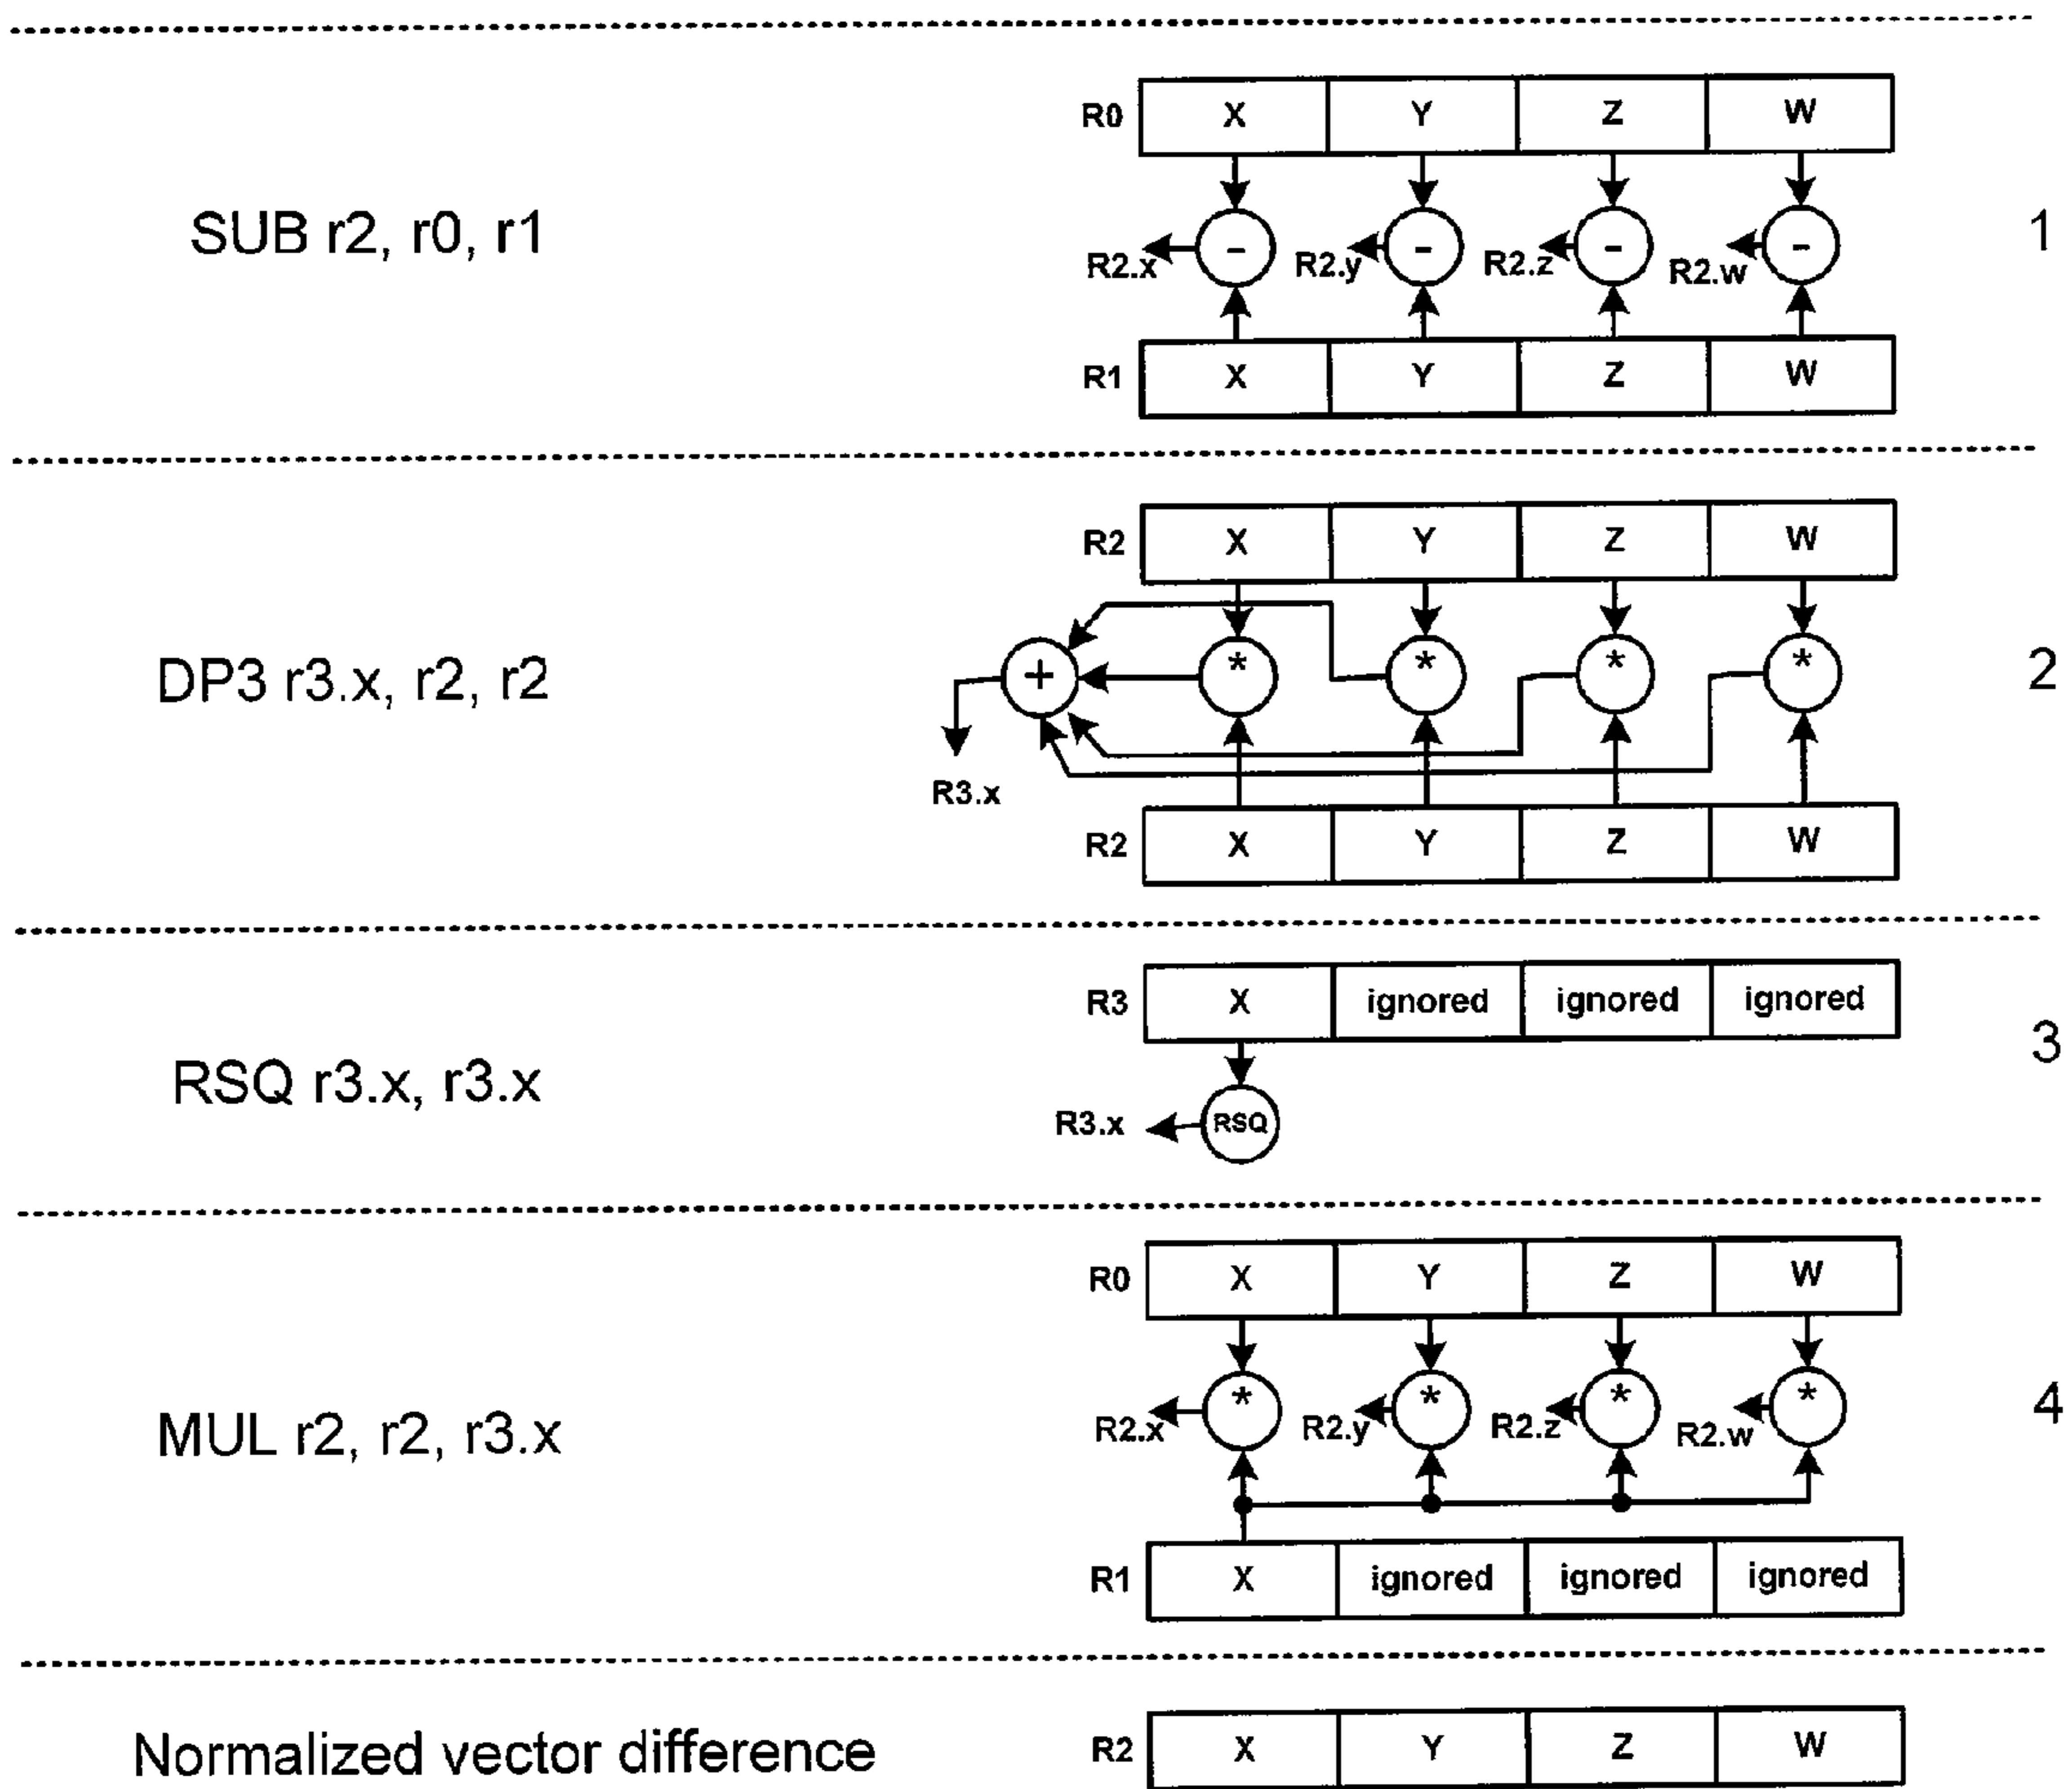 R0 X Y Z W
SUB r2, r0, r1
- - - -
R2.x R2.y R2.z R2.w
1
R1 X Y Z W
R2 X Y Z W
DP3 r3.x, r2, r2
+ * * * *
2
R3.x
R2 X Y Z W
R3 X ignored ignored ignored
RSQ r3.x, r3.x
3
R3.x RSQ
R0 X Y Z W
MUL r2, r2, r3.x
* * * *
R2.x R2.y R2.z R2.w
4
R1 X ignored ignored ignored
Normalized vector difference
R2 X Y Z W